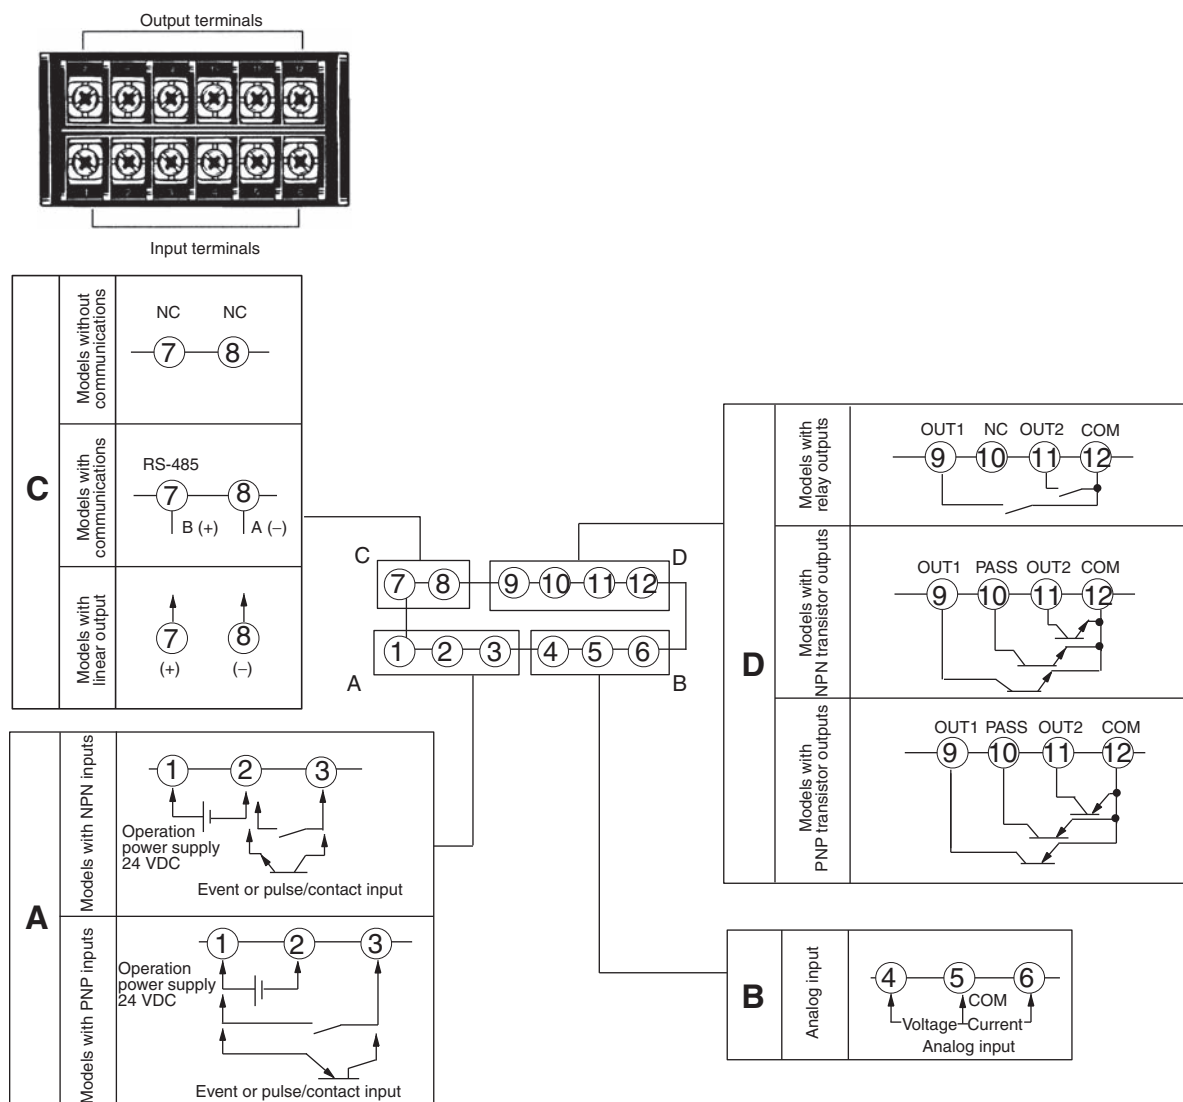 Output terminals
1 2 3 4 5 6
Input terminals
C
Models without
communications
NC NC
7 8
Models with
communications
RS-485
7 8
B (+) A (−)
Models with
linear output
7 8
(+) (−)
C D
7 8 9 10 11 12
1 2 3 4 5 6
A B
D
Models with
relay outputs
OUT1 NC OUT2 COM
9 10 11 12
Models with
NPN transistor outputs
OUT1 PASS OUT2 COM
9 10 11 12
Models with
PNP transistor outputs
OUT1 PASS OUT2 COM
9 10 11 12
A
Models with NPN inputs
1 2 3
Operation
power supply
24 VDC
Event or pulse/contact input
Models with PNP inputs
1 2 3
Operation
power supply
24 VDC
Event or pulse/contact input
B
Analog input
4 5 6
COM
Voltage Current
Analog input